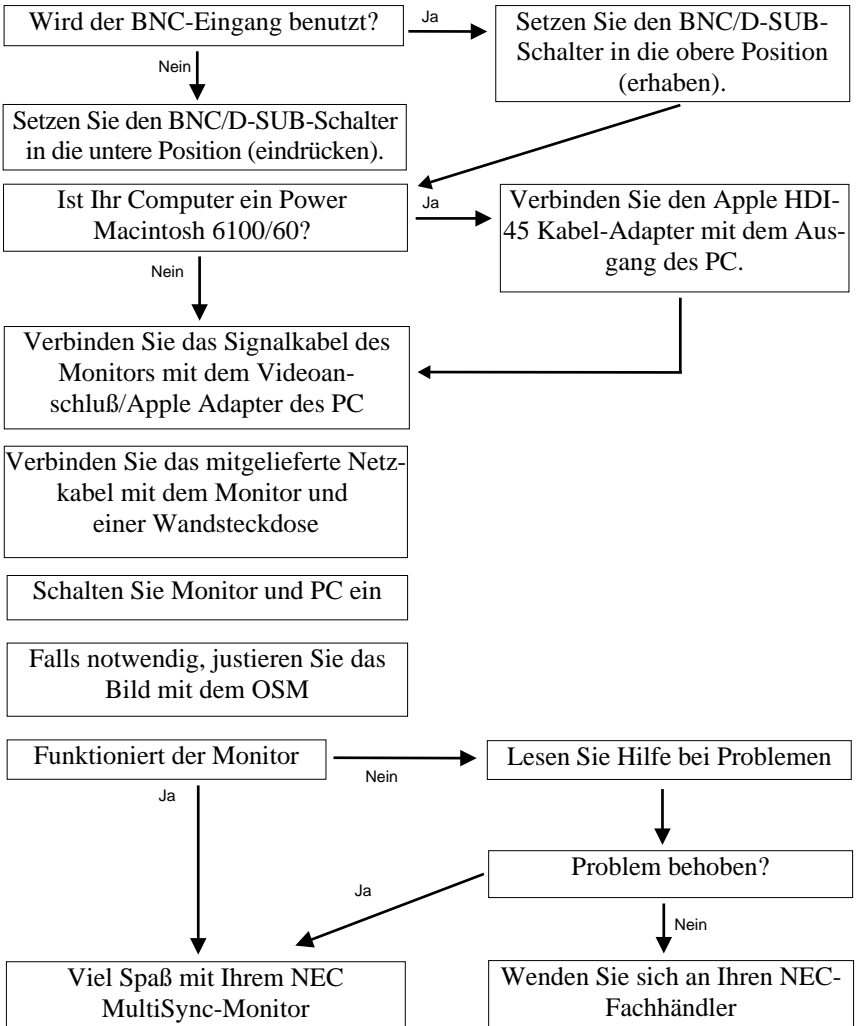 Wird der BNC-Eingang benutzt?
Ja
Setzen Sie den BNC/D-SUB-
Schalter in die obere Position
(erhaben).
Nein
Setzen Sie den BNC/D-SUB-Schalter
in die untere Position (eindrücken).
Ist Ihr Computer ein Power
Macintosh 6100/60?
Ja
Verbinden Sie den Apple HDI-
45 Kabel-Adapter mit dem Aus-
gang des PC.
Nein
Verbinden Sie das Signalkabel des
Monitors mit dem Videoan-
schluß/Apple Adapter des PC
Verbinden Sie das mitgelieferte Netz-
kabel mit dem Monitor und
einer Wandsteckdose
Schalten Sie Monitor und PC ein
Falls notwendig, justieren Sie das
Bild mit dem OSM
Funktioniert der Monitor
Nein
Lesen Sie Hilfe bei Problemen
Ja
Problem behoben?
Ja
Nein
Viel Spaß mit Ihrem NEC
MultiSync-Monitor
Wenden Sie sich an Ihren NEC-
Fachhändler